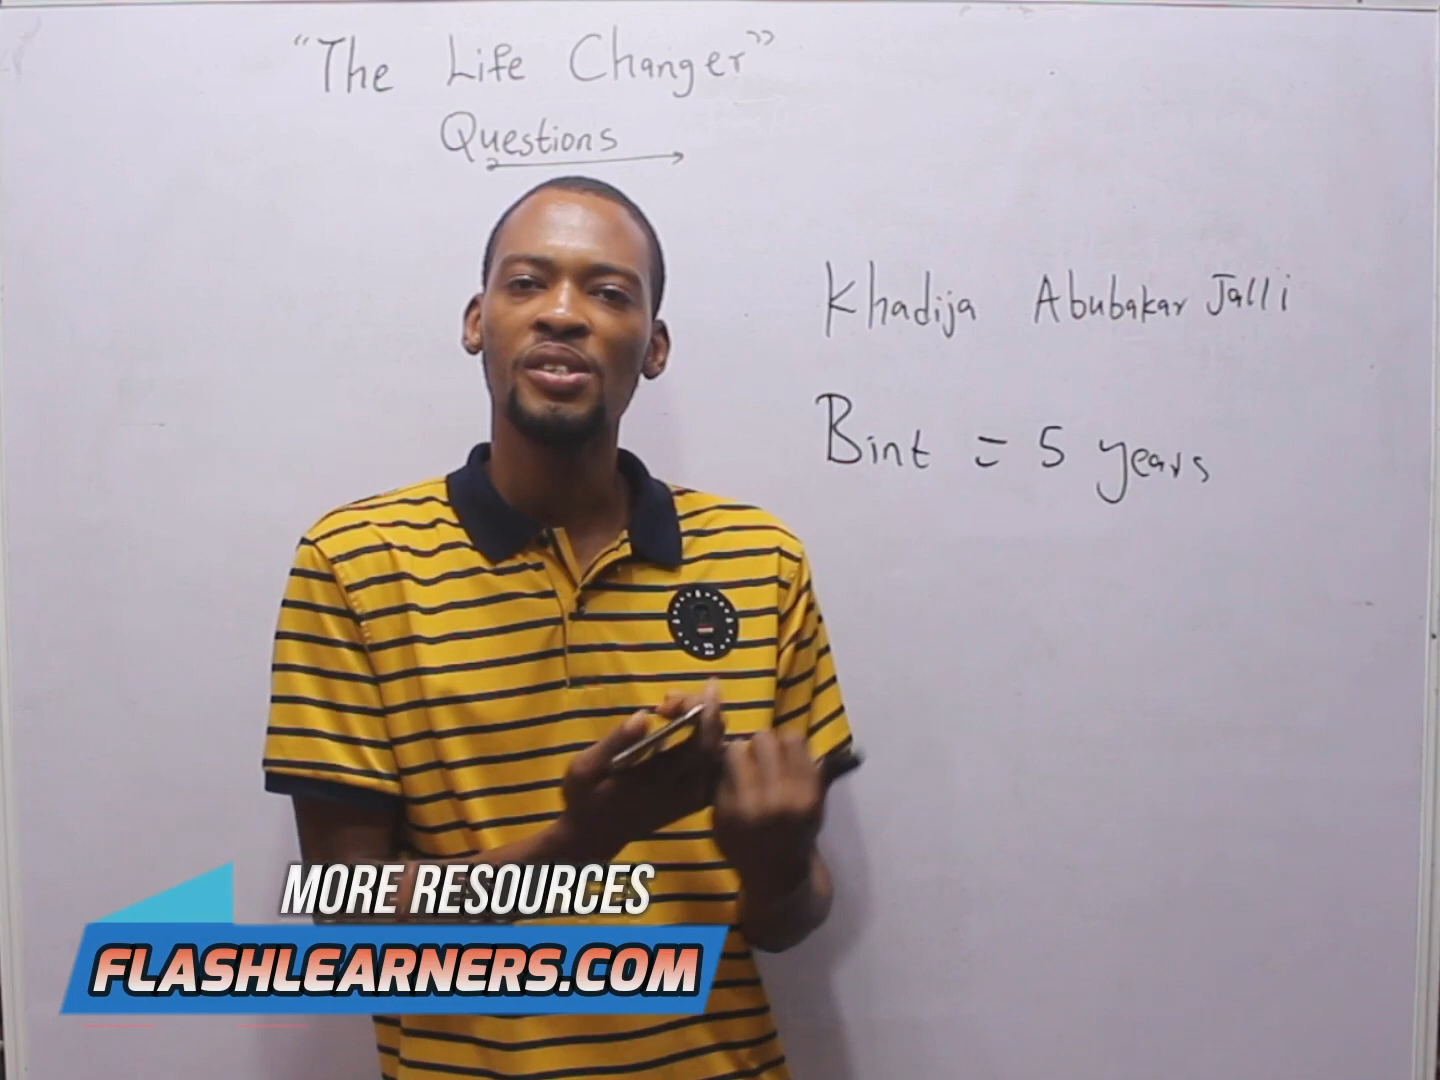 “The Life Changer”
Questions
Khadija Abubakar Jalli
Bint = 5 years
MORE RESOURCES
FLASHLEARNERS.COM